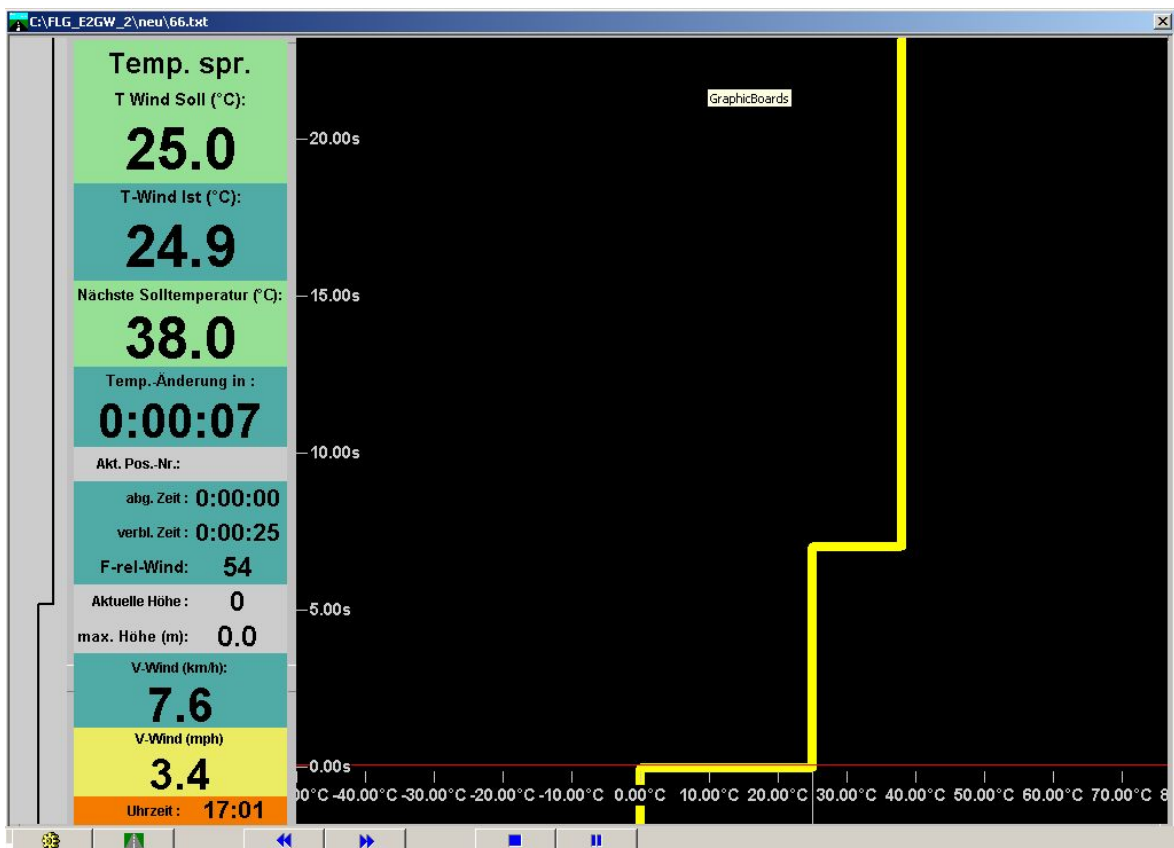 C:\FLG_E2GW_2\neu\66.txt
Temp. spr.
T Wind Soll (°C):
25.0
T-Wind Ist (°C):
24.9
Nächste Solltemperatur (°C):
38.0
Temp.-Änderung in :
0:00:07
Akt. Pos.-Nr.:
abg. Zeit : 0:00:00
verbl. Zeit : 0:00:25
F-rel-Wind: 54
Aktuelle Höhe : 0
max. Höhe (m): 0.0
V-Wind (km/h):
7.6
V-Wind (mph)
3.4
Uhrzeit : 17:01
GraphicBoards
20.00s
15.00s
10.00s
5.00s
0.00s
00°C -40.00°C -30.00°C -20.00°C -10.00°C 0.00°C 10.00°C 20.00°C 30.00°C 40.00°C 50.00°C 60.00°C 70.00°C 8